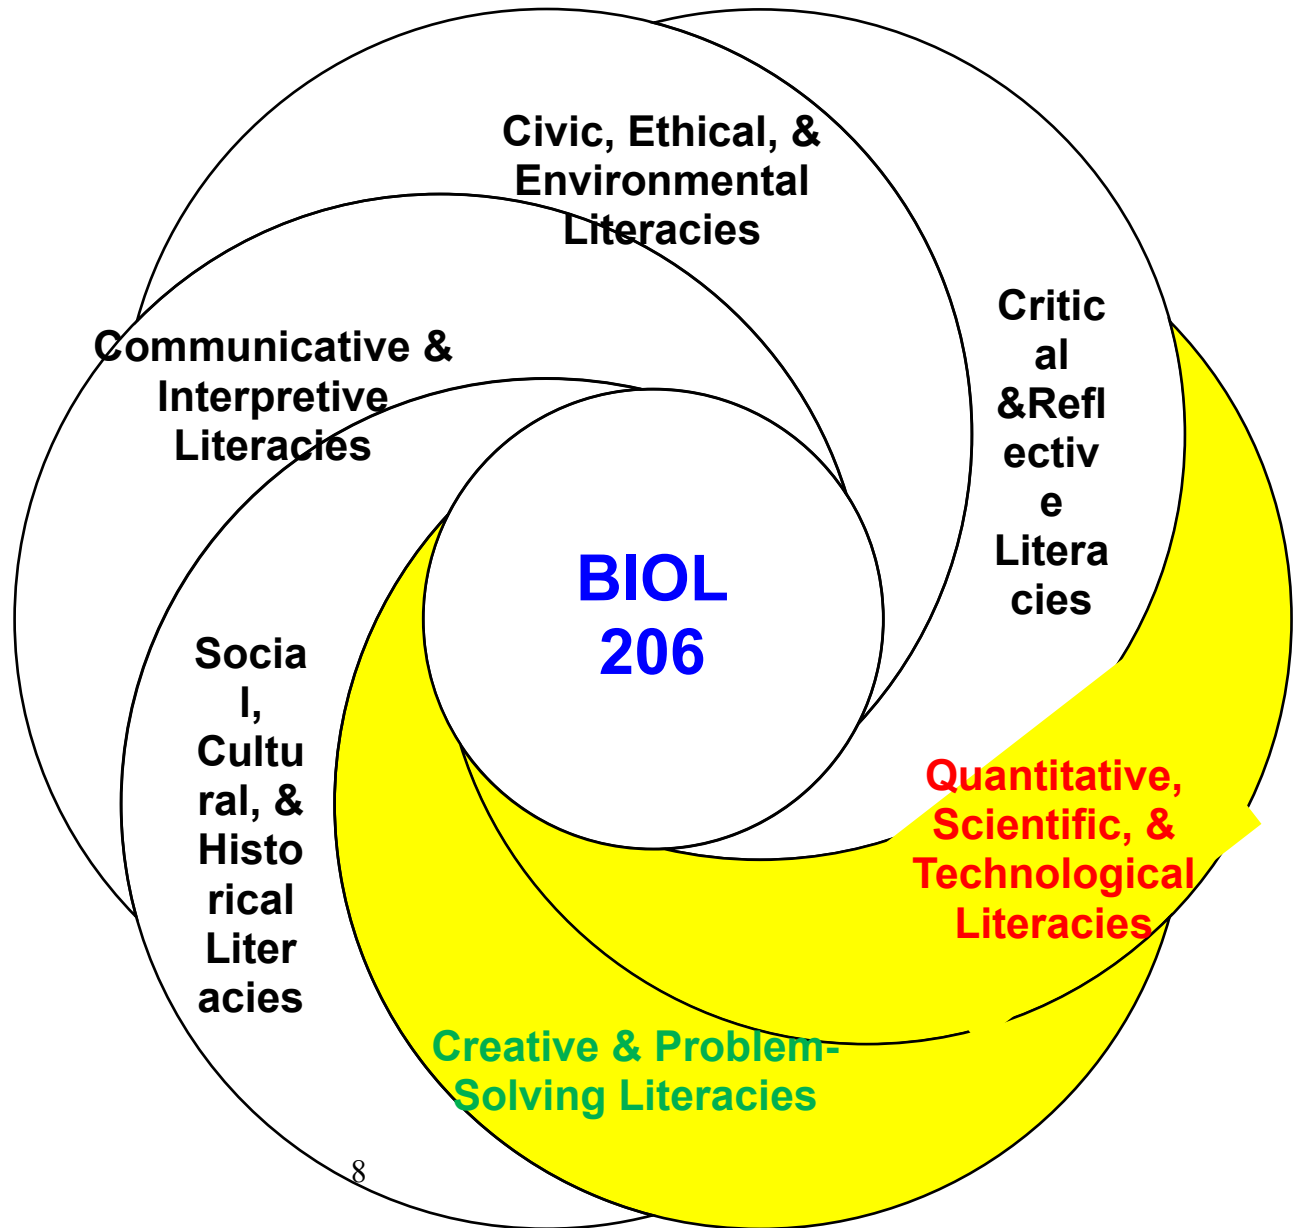 Civic, Ethical, &
Environmental
Literacies
Critic
al
&Refl
ectiv
e
Litera
cies
Communicative &
Interpretive
Literacies
BIOL
206
Socia
l,
Cultu
ral, &
Histo
rical
Liter
acies
Quantitative,
Scientific, &
Technological
Literacies
Creative & Problem-
Solving Literacies
8